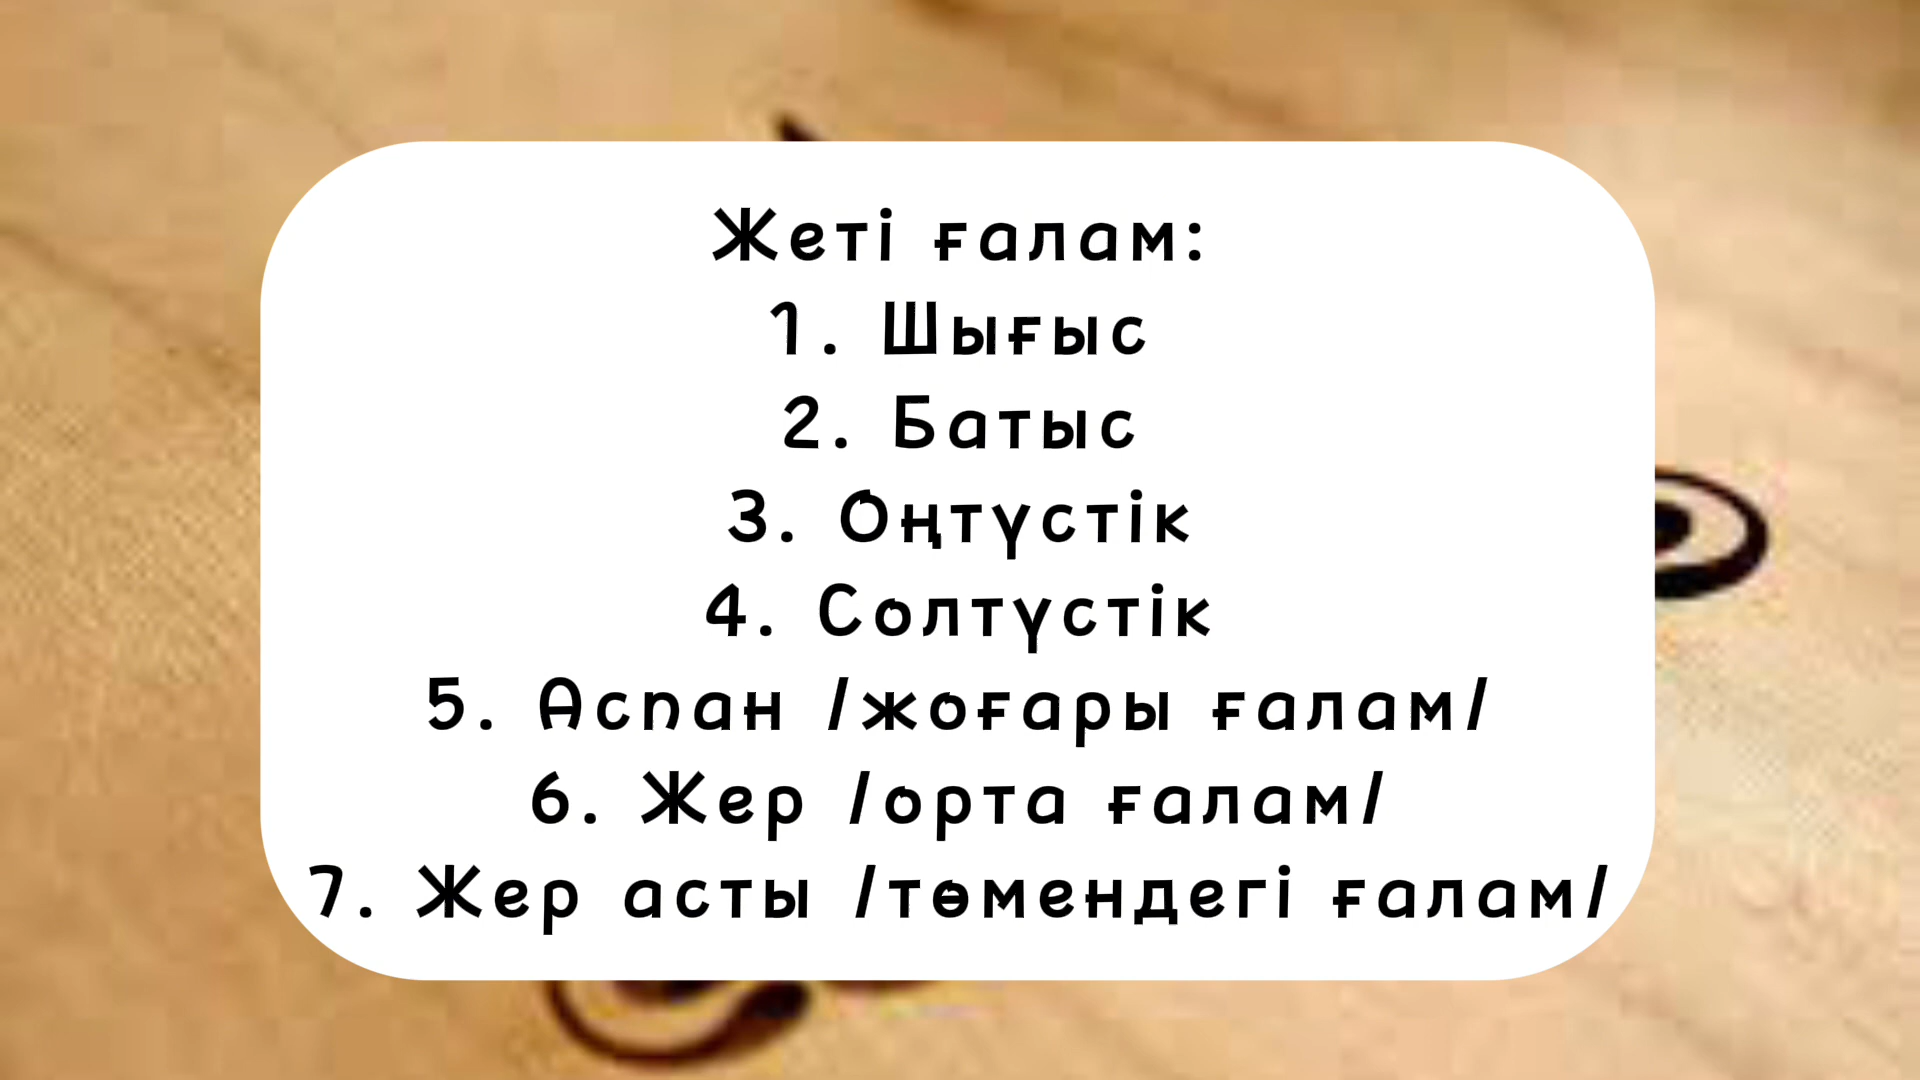 Жеті ғалам:
1. Шығыс
2. Батыс
3. Оңтүстік
4. Солтүстік
5. Аспан /жоғары ғалам/
6. Жер /орта ғалам/
7. Жер асты /төмендегі ғалам/